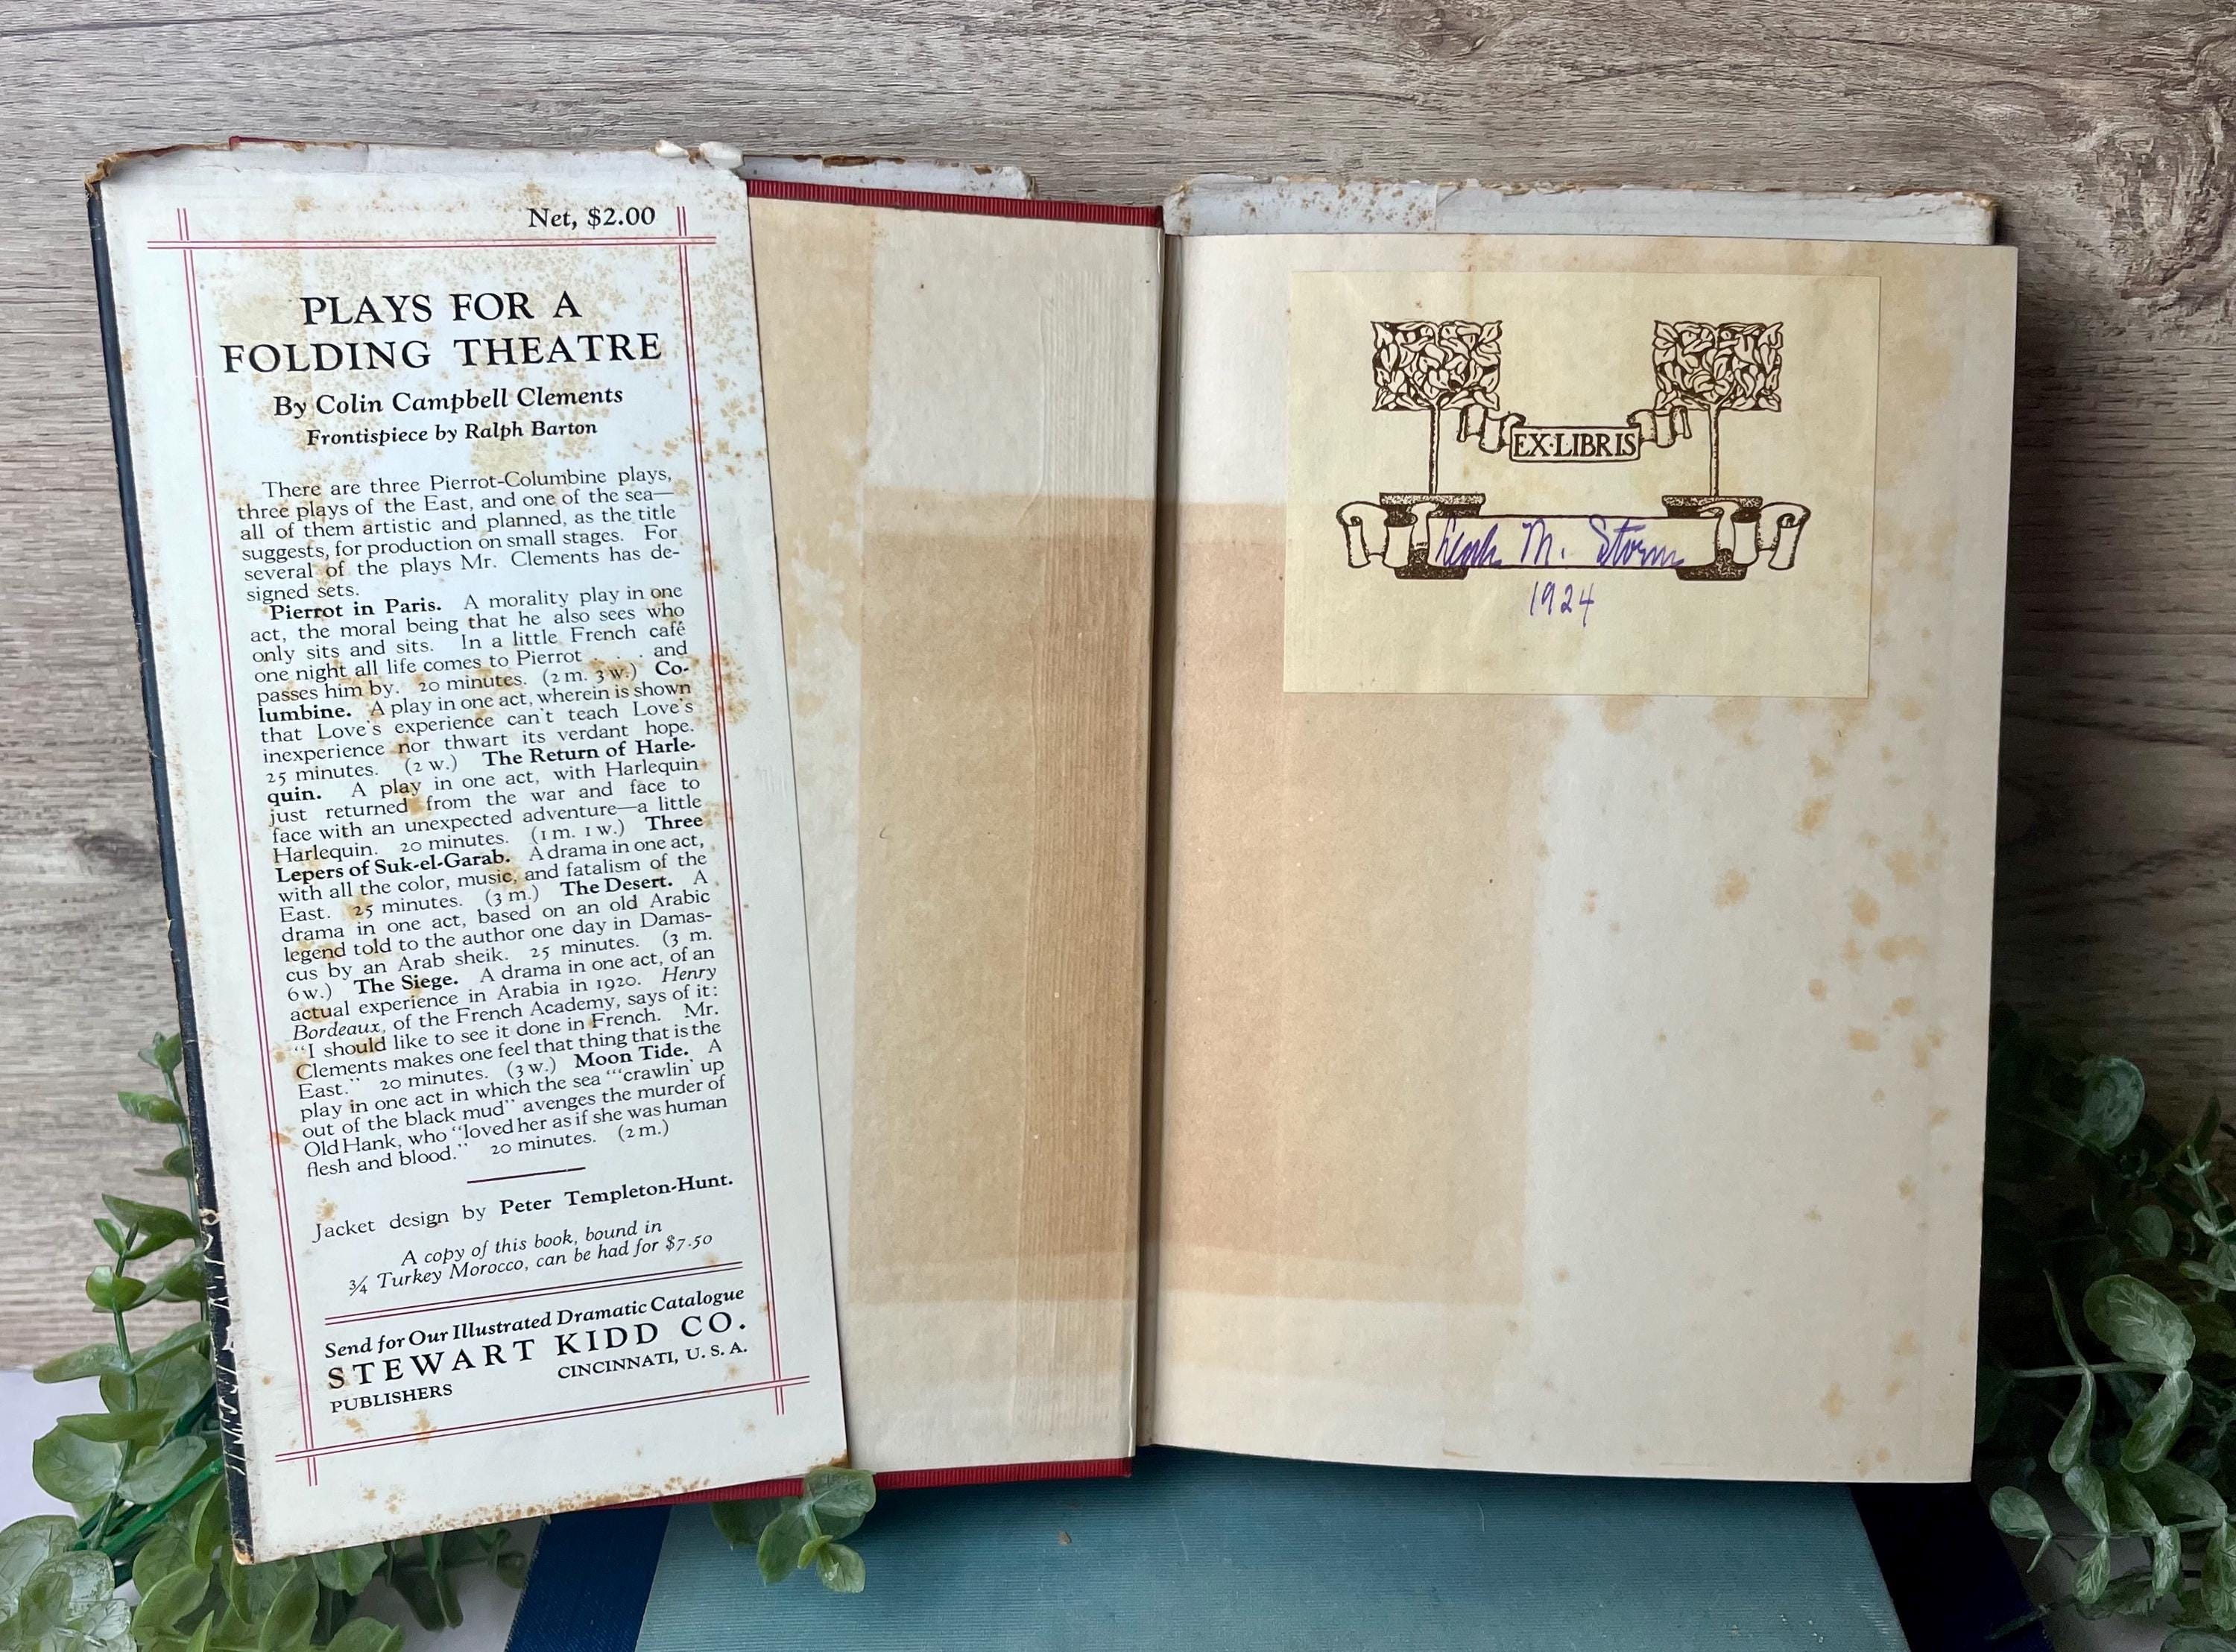 Net, $2.00
PLAYS FOR A
FOLDING THEATRE
By Colin Campbell Clements
Frontispiece by Ralph Barton
There are three Pierrot-Columbine plays,
three plays of the East, and one of the sea—
all of them artistic and planned, as the title
suggests, for production on small stages. For
several of the plays Mr. Clements has de-
signed sets.
Pierrot in Paris. A morality play in one
act, the moral being that he also sees who
only sits and sits. In a little French café
one night all life comes to Pierrot . . . and
passes him by. 20 minutes. (2 m. 3 w.) Co-
lumbine. A play in one act, wherein is shown
that Love's experience can't teach Love's
inexperience nor thwart its verdant hope.
25 minutes. (2 w.) The Return of Harle-
quin. A play in one act, with Harlequin
just returned from the war and face to
face with an unexpected adventure—a little
Harlequin. 20 minutes. (1 m. 1 w.) Three
Lepers of Suk-el-Garab. A drama in one act,
with all the color, music, and fatalism of the
East. 25 minutes. (3 m.) The Desert. A
drama in one act, based on an old Arabic
legend told to the author one day in Damas-
cus by an Arab sheik. 25 minutes. (3 m.
6 w.) The Siege. A drama in one act, of an
actual experience in Arabia in 1920. Henry
Bordeaux, of the French Academy, says of it:
"I should like to see it done in French. Mr.
Clements makes one feel that thing that is the
East." 20 minutes. (3 w.) Moon Tide. A
play in one act in which the sea "'crawlin' up
out of the black mud" avenges the murder of
Old Hank, who "loved her as if she was human
flesh and blood." 20 minutes. (2 m.)
Jacket design by Peter Templeton-Hunt.
A copy of this book, bound in
¾ Turkey Morocco, can be had for $7.50
Send for Our Illustrated Dramatic Catalogue
STEWART KIDD CO.
PUBLISHERS CINCINNATI, U. S. A.
EX·LIBRIS
M. Storm
1924